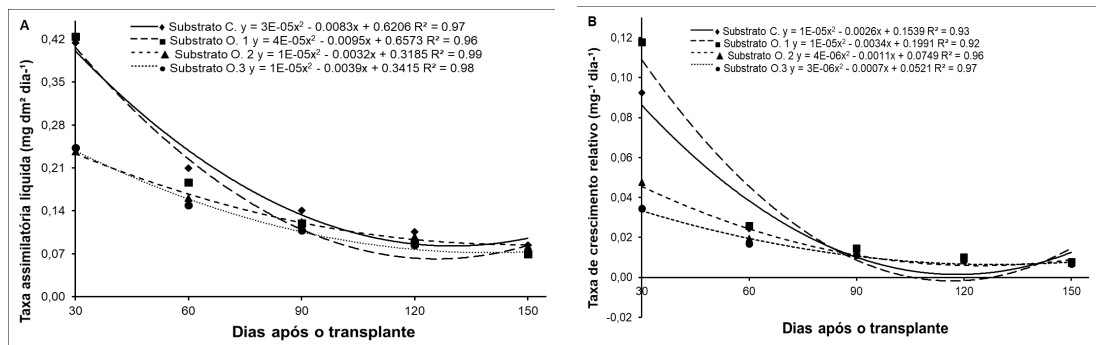 A
Substrato C. y = 3E-05x² - 0.0083x + 0.6206 R² = 0.97
Substrato O. 1 y = 4E-05x² - 0.0095x + 0.6573 R² = 0.96
Substrato O. 2 y = 1E-05x² - 0.0032x + 0.3185 R² = 0.99
Substrato O.3 y = 1E-05x² - 0.0039x + 0.3415 R² = 0.98
Taxa assimilatória líquida (mg dm² dia-¹)
0,42
0,35
0,28
0,21
0,14
0,07
0,00
30 60 90 120 150
Dias após o transplante
B
Substrato C. y = 1E-05x² - 0.0026x + 0.1539 R² = 0.93
Substrato O. 1 y = 1E-05x² - 0.0034x + 0.1991 R² = 0.92
Substrato O. 2 y = 4E-06x² - 0.0011x + 0.0749 R² = 0.96
Substrato O.3 y = 3E-06x² - 0.0007x + 0.0521 R² = 0.97
Taxa de crescimento relativo (mg-¹ dia-¹)
0,12
0,10
0,08
0,06
0,04
0,02
0,00
-0,02
30 60 90 120 150
Dias após o transplante